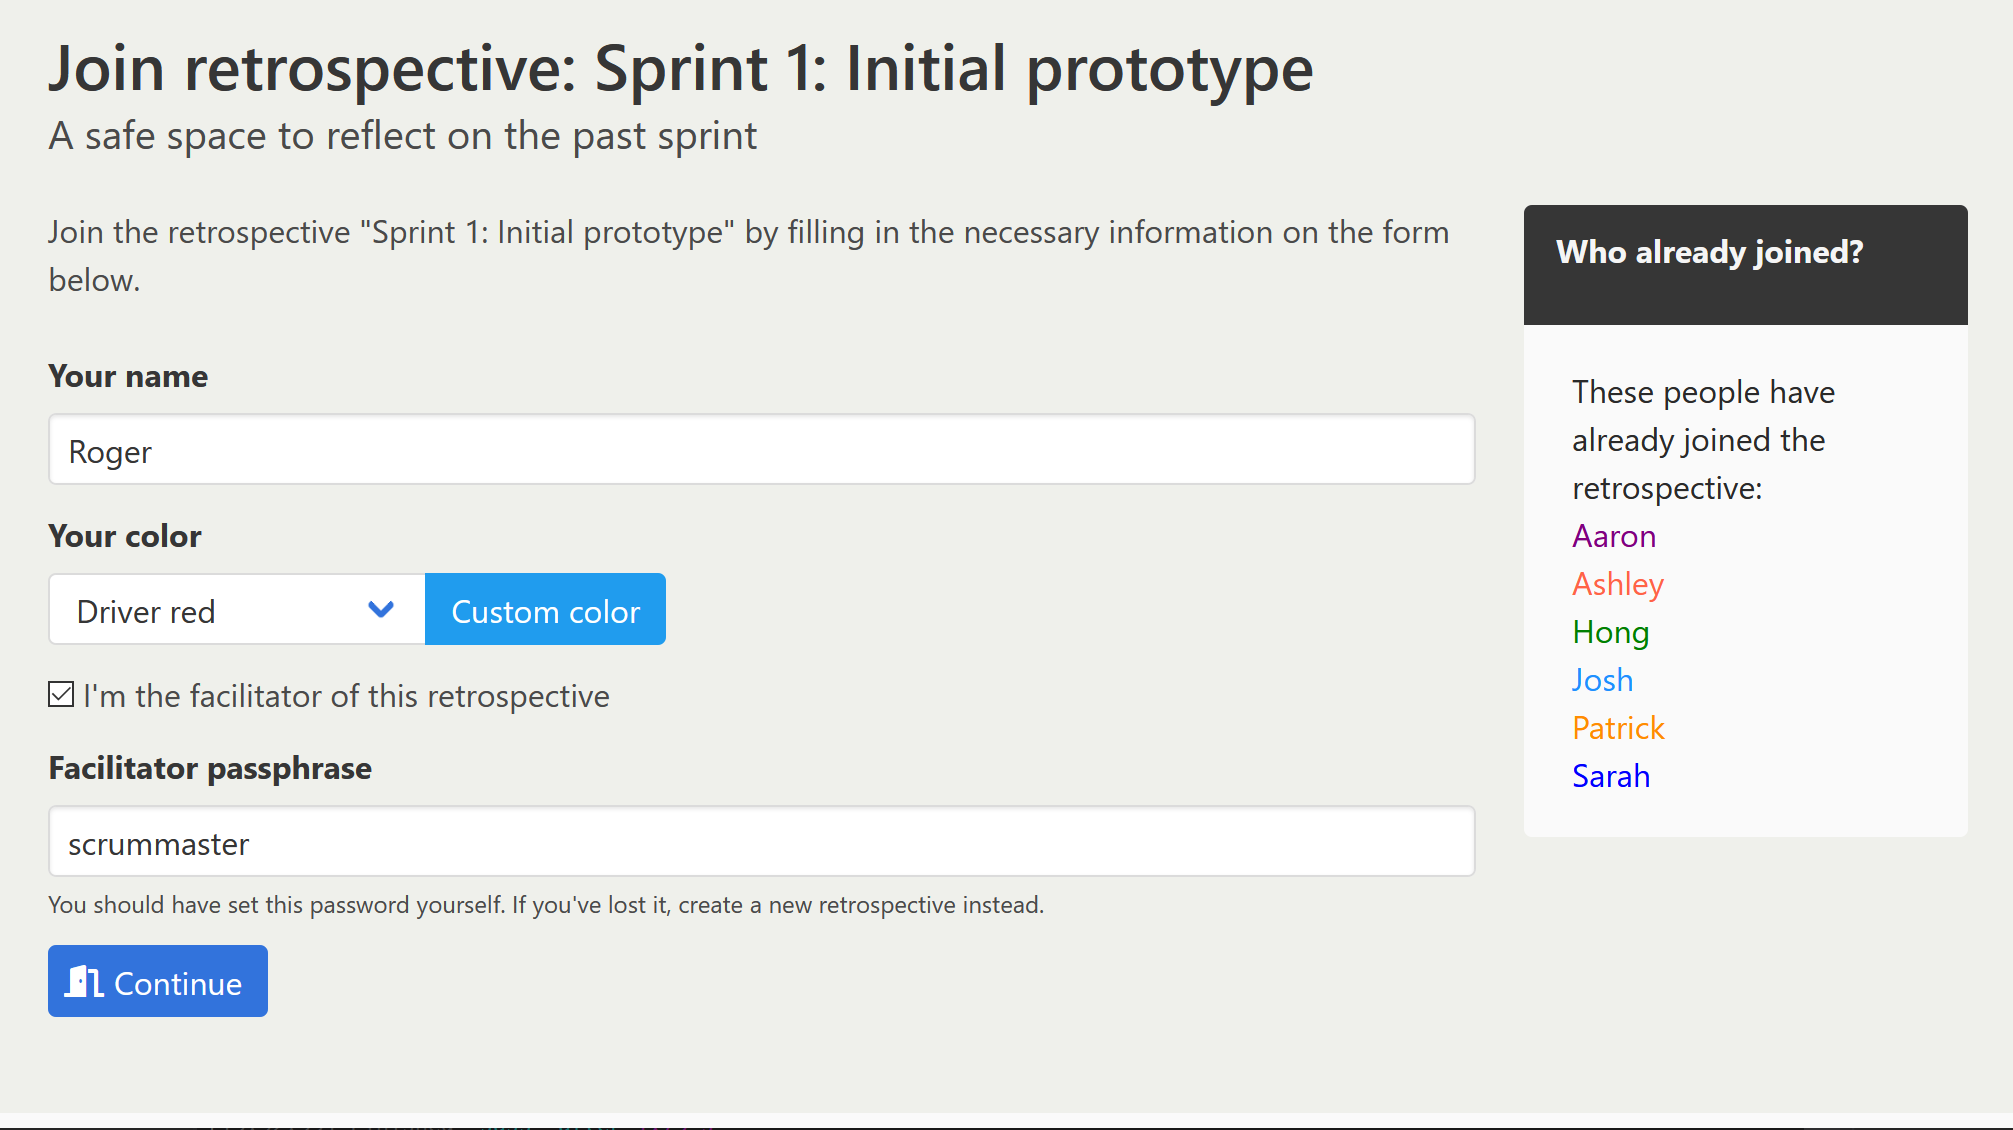 Join retrospective: Sprint 1: Initial prototype
A safe space to reflect on the past sprint
Join the retrospective "Sprint 1: Initial prototype" by filling in the necessary information on the form
below.
Your name
Roger
Your color
Driver red
Custom color
I'm the facilitator of this retrospective
Facilitator passphrase
scrummaster
You should have set this password yourself. If you've lost it, create a new retrospective instead.
Continue
Who already joined?
These people have
already joined the
retrospective:
Aaron
Ashley
Hong
Josh
Patrick
Sarah